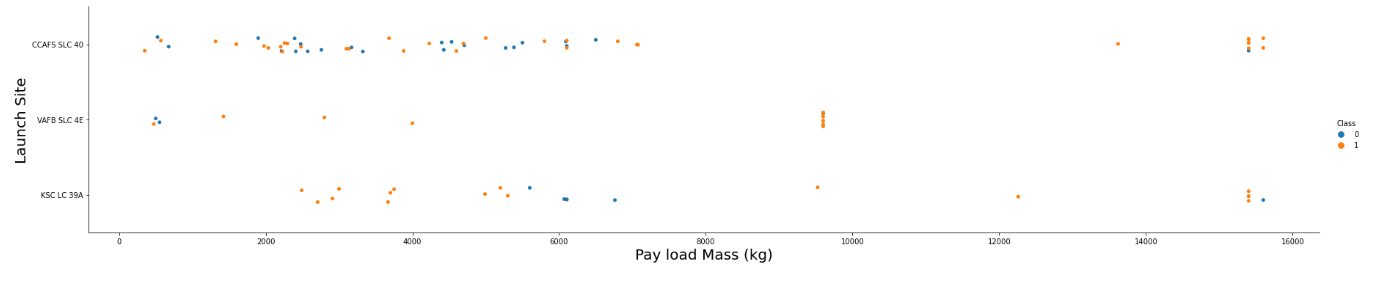 Launch Site
CCAFS SLC 40
VAFB SLC 4E
KSC LC 39A
0 2000 4000 6000 8000 10000 12000 14000 16000
Pay load Mass (kg)
Class
0
1